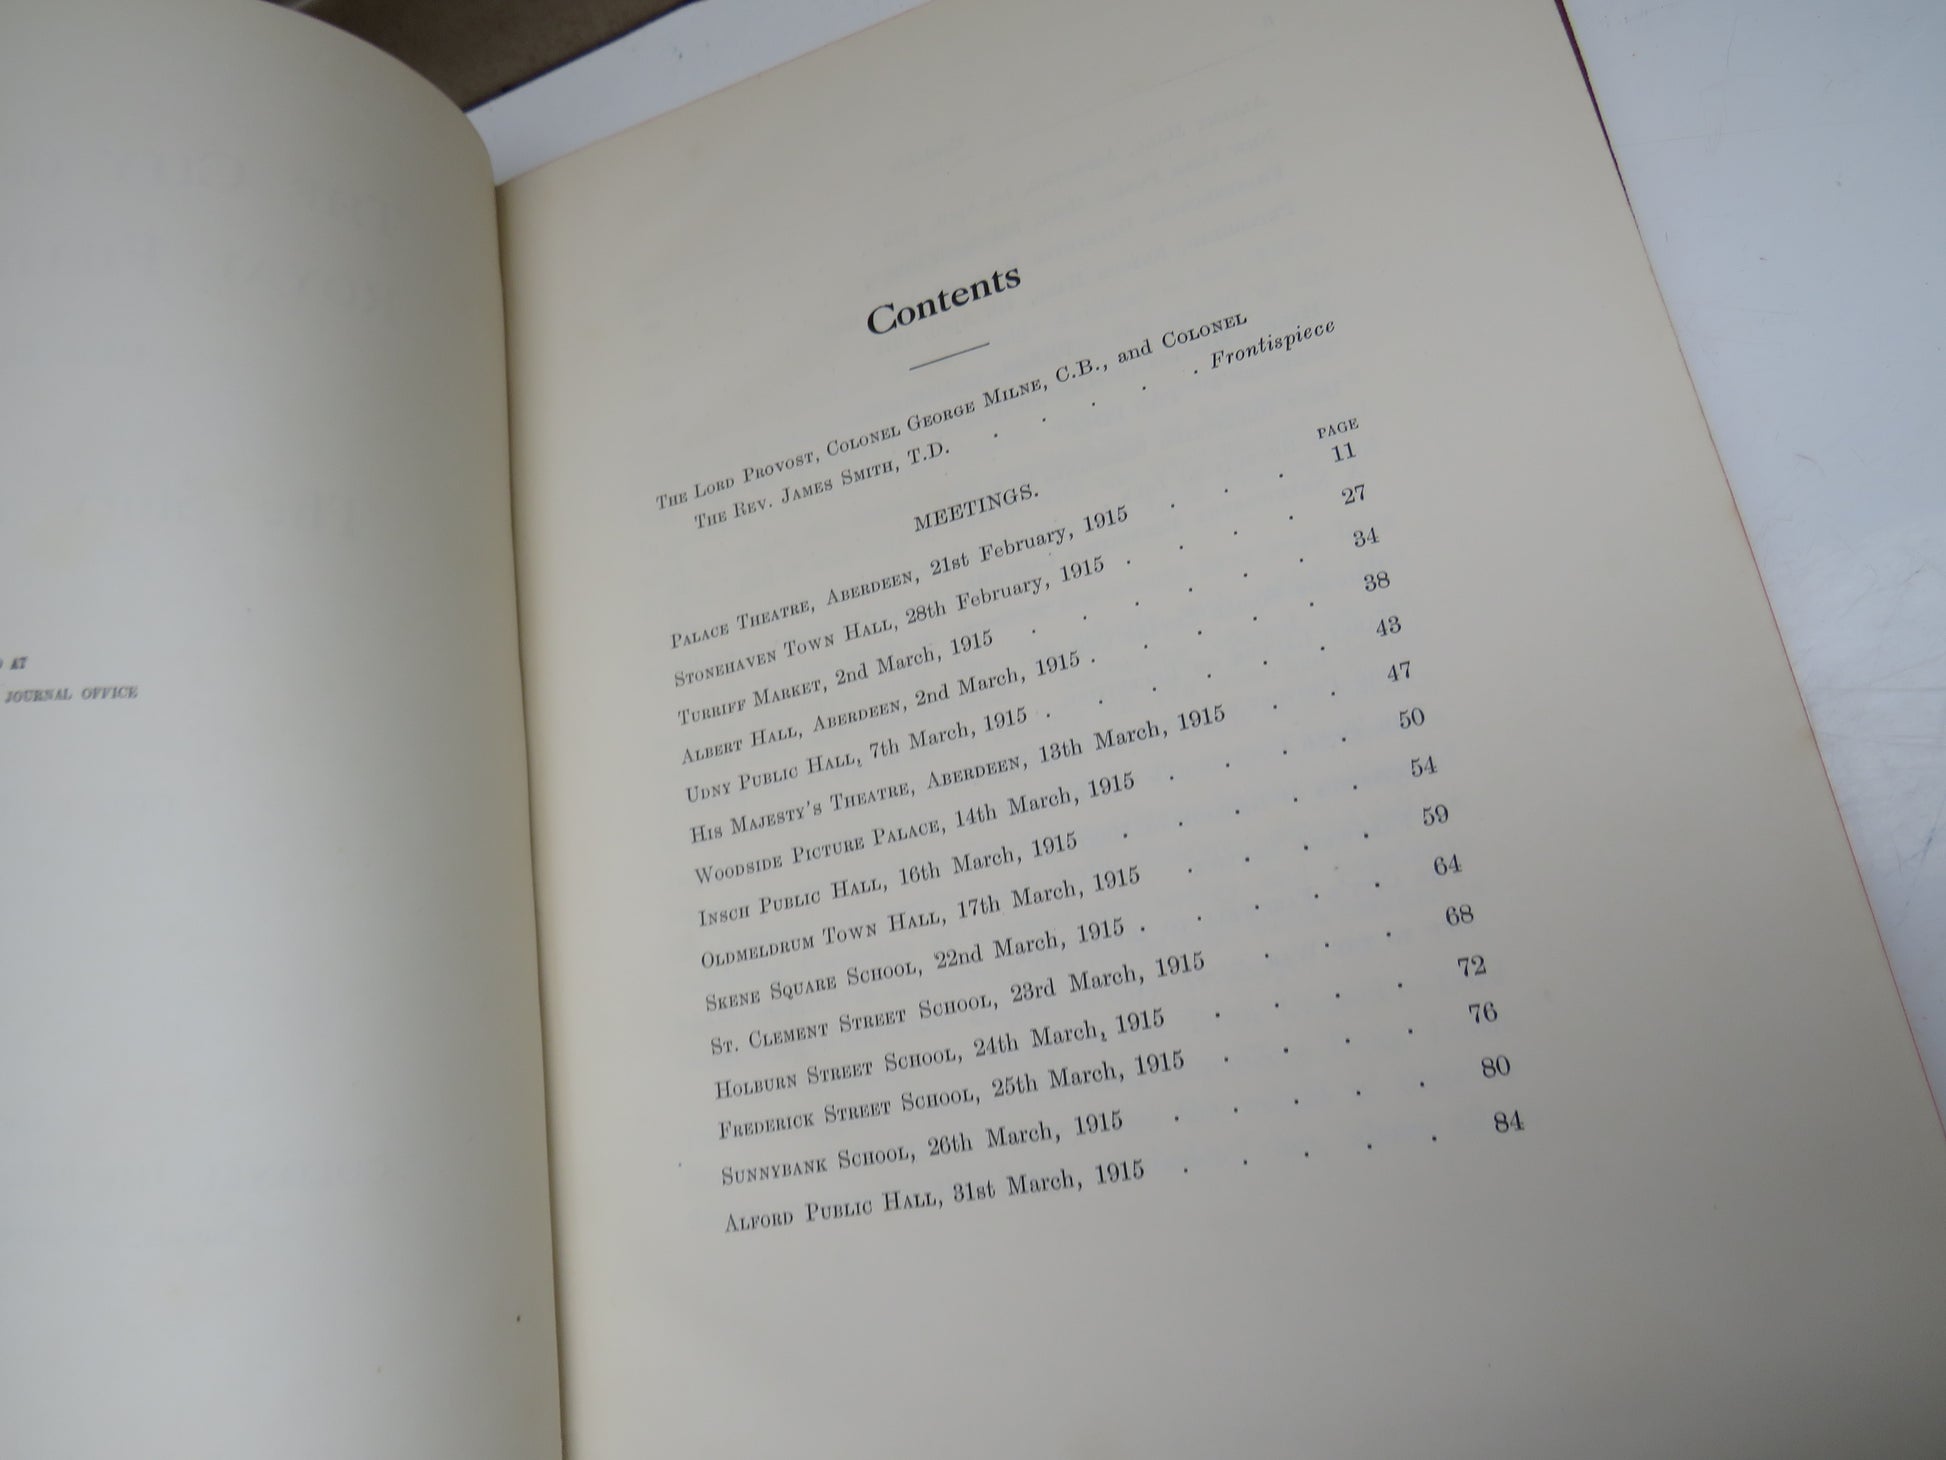 AT
JOURNAL OFFICE
Contents
THE LORD PROVOST, COLONEL GEORGE MILNE, C.B., and COLONEL
THE REV. JAMES SMITH, T.D. . . . . . Frontispiece
MEETINGS.
PAGE
PALACE THEATRE, ABERDEEN, 21st February, 1915 . . . 11
STONEHAVEN TOWN HALL, 28th February, 1915 . . . . 27
TURRIFF MARKET, 2nd March, 1915 . . . . . . 34
ALBERT HALL, ABERDEEN, 2nd March, 1915 . . . . 38
UDNY PUBLIC HALL, 7th March, 1915 . . . . . . 43
HIS MAJESTY'S THEATRE, ABERDEEN, 13th March, 1915 . . 47
WOODSIDE PICTURE PALACE, 14th March, 1915 . . . . 50
INSCH PUBLIC HALL, 16th March, 1915 . . . . . 54
OLDMELDRUM TOWN HALL, 17th March, 1915 . . . . 59
SKENE SQUARE SCHOOL, 22nd March, 1915 . . . . . 64
ST. CLEMENT STREET SCHOOL, 23rd March, 1915 . . . 68
HOLBURN STREET SCHOOL, 24th March, 1915 . . . . 72
FREDERICK STREET SCHOOL, 25th March, 1915 . . . . 76
SUNNYBANK SCHOOL, 26th March, 1915 . . . . . 80
ALFORD PUBLIC HALL, 31st March, 1915 . . . . . 84